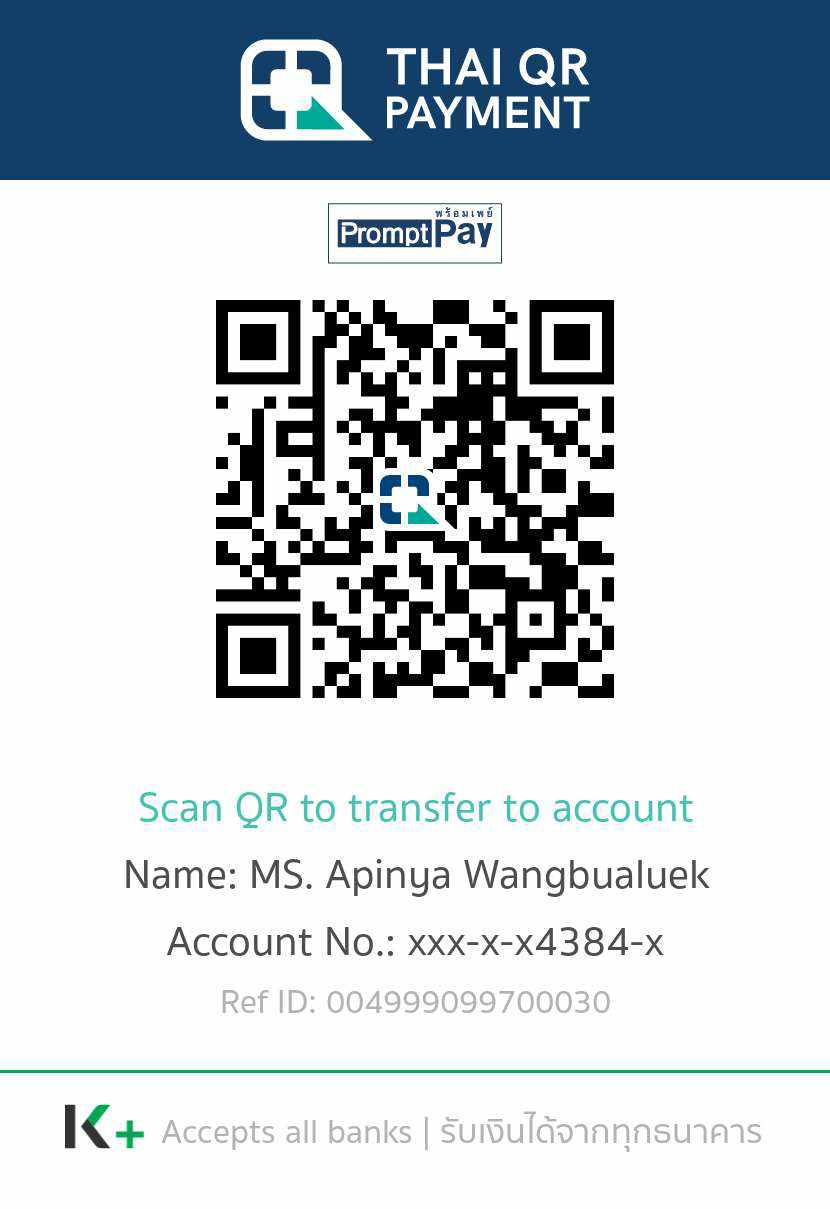 THAI QR
PAYMENT
พร้อมเพย์
Prompt Pay
Scan QR to transfer to account
Name: MS. Apinya Wangbualuek
Account No.: xxx-x-x4384-x
Ref ID: 004999099700030
K+ Accepts all banks | รับเงินได้จากทุกธนาคาร